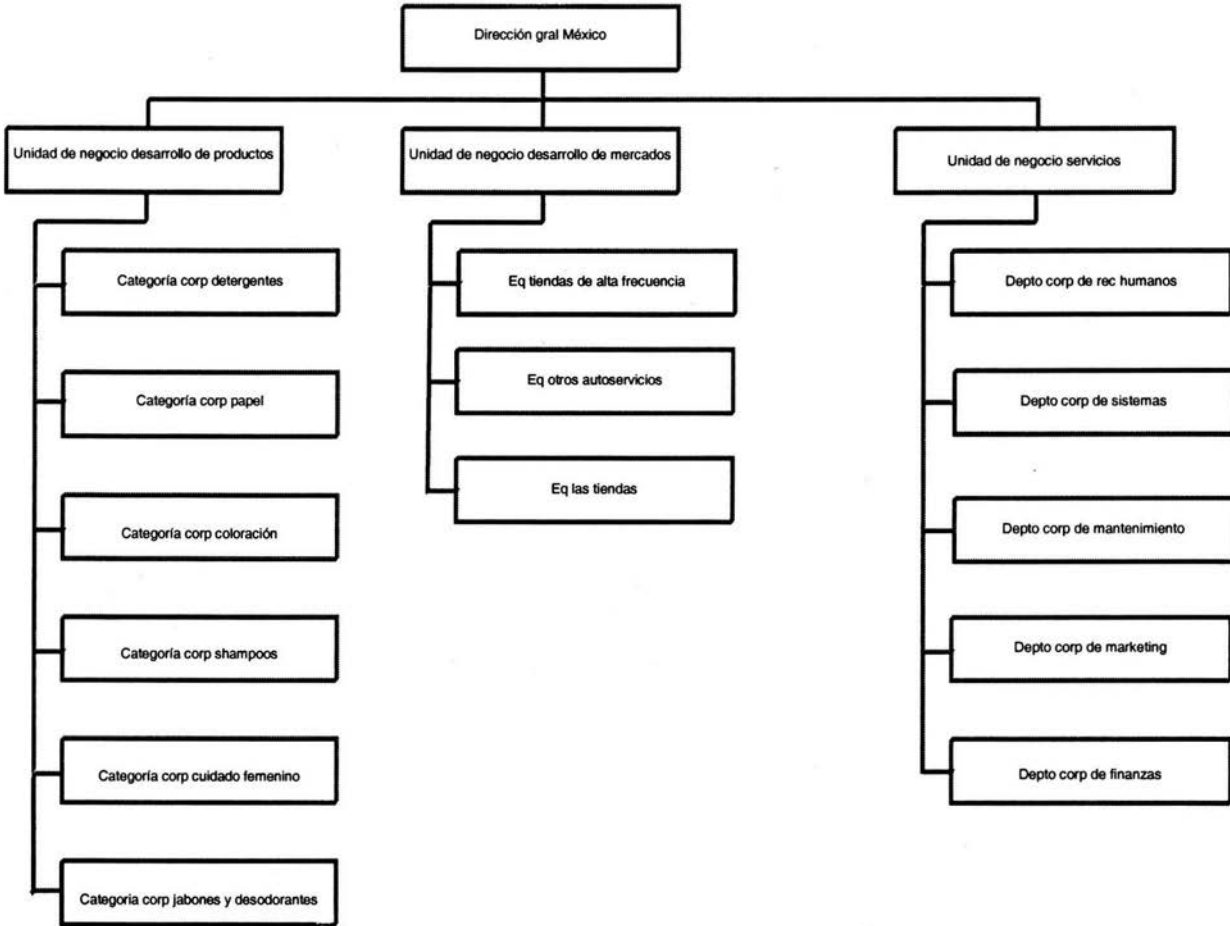 Dirección gral México
Unidad de negocio desarrollo de productos
Unidad de negocio desarrollo de mercados
Unidad de negocio servicios
Categoría corp detergentes
Categoría corp papel
Categoría corp coloración
Categoría corp shampoos
Categoría corp cuidado femenino
Categoria corp jabones y desodorantes
Eq tiendas de alta frecuencia
Eq otros autoservicios
Eq las tiendas
Depto corp de rec humanos
Depto corp de sistemas
Depto corp de mantenimiento
Depto corp de marketing
Depto corp de finanzas